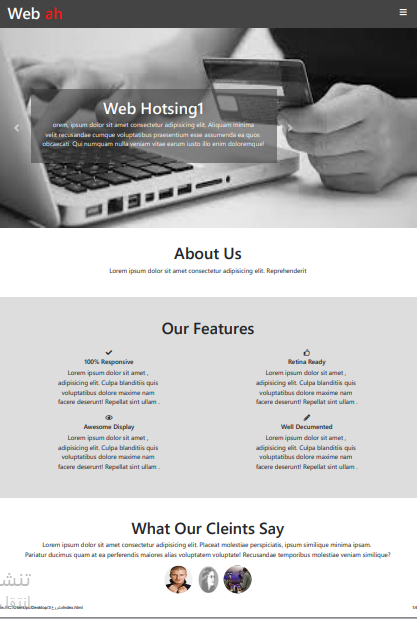 Web ah
Web Hotsing1
orem, ipsum dolor sit amet consectetur adipisicing elit. Aliquam minima
velit recusandae cumque voluptatibus praesentium esse assumenda ea quos
obcaecati. Qui numquam nulla veniam vitae earum iusto illo enim doloremque!
About Us
Lorem ipsum dolor sit amet consectetur adipisicing elit. Reprehenderit
Our Features
100% Responsive
Lorem ipsum dolor sit amet ,
adipisicing elit. Culpa blanditiis quis
voluptatibus dolore maxime nam
facere deserunt! Repellat sint ullam .
Retina Ready
Lorem ipsum dolor sit amet ,
adipisicing elit. Culpa blanditiis quis
voluptatibus dolore maxime nam
facere deserunt! Repellat sint ullam .
Awesome Display
Lorem ipsum dolor sit amet ,
adipisicing elit. Culpa blanditiis quis
voluptatibus dolore maxime nam
facere deserunt! Repellat sint ullam .
Well Decumented
Lorem ipsum dolor sit amet ,
adipisicing elit. Culpa blanditiis quis
voluptatibus dolore maxime nam
facere deserunt! Repellat sint ullam .
What Our Cleints Say
Lorem ipsum dolor sit amet consectetur adipisicing elit. Placeat molestiae perspiciatis, ipsum similique minima ipsam.
Pariatur ducimus quam at ea perferendis maiores alias voluptatem voluptate! Recusandae temporibus molestiae veniam similique?
تنش
انتقل